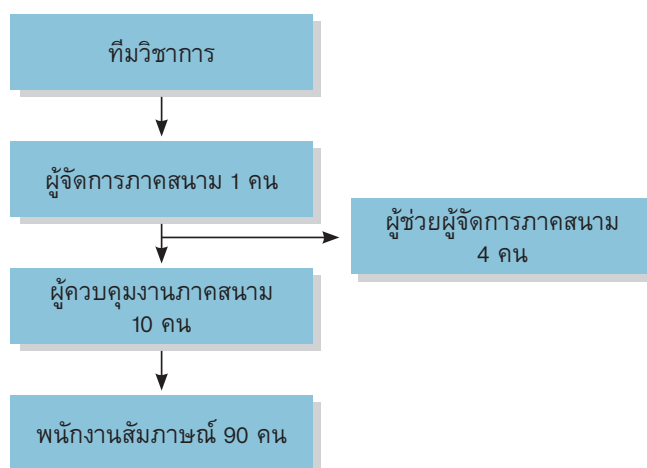 ทีมวิชาการ
ผู้จัดการภาคสนาม 1 คน
ผู้ช่วยผู้จัดการภาคสนาม
4 คน
ผู้ควบคุมงานภาคสนาม
10 คน
พนักงานสัมภาษณ์ 90 คน